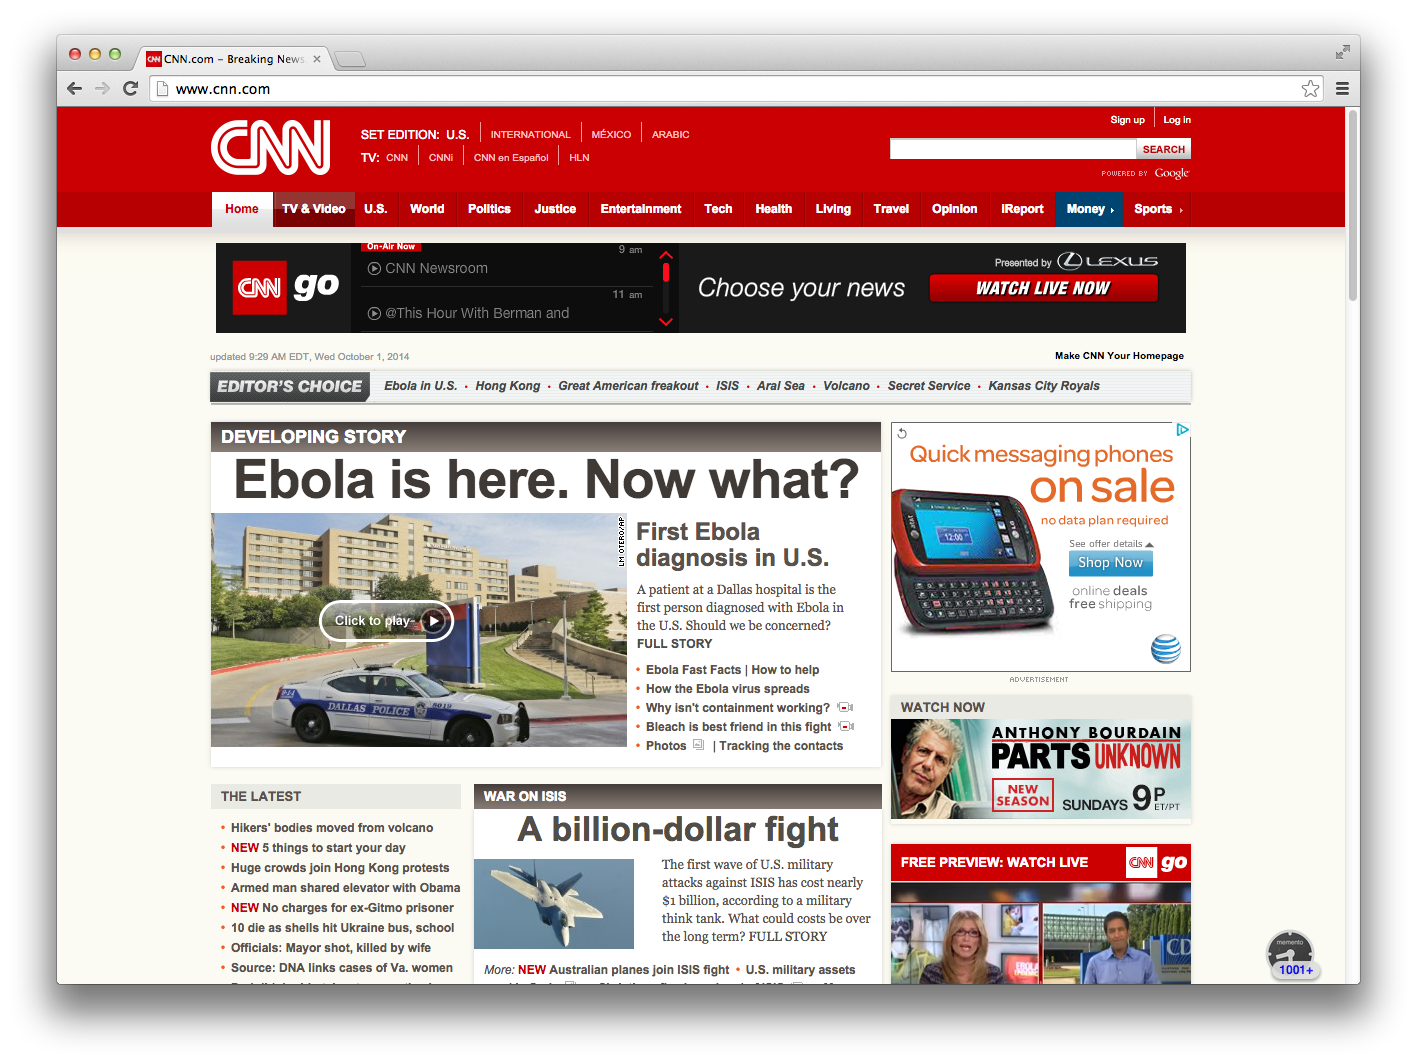 CNN CNN.com – Breaking News,
www.cnn.com
CNN
SET EDITION: U.S. INTERNATIONAL MÉXICO ARABIC
TV: CNN CNNi CNN en Español HLN
Sign up Log in
SEARCH
POWERED BY Google
Home TV & Video U.S. World Politics Justice Entertainment Tech Health Living Travel Opinion iReport Money Sports
CNN go
On-Air Now
9 am
CNN Newsroom
11 am
@This Hour With Berman and
Choose your news
Presented by LEXUS
WATCH LIVE NOW
updated 9:29 AM EDT, Wed October 1, 2014
Make CNN Your Homepage
EDITOR'S CHOICE Ebola in U.S. • Hong Kong • Great American freakout • ISIS • Aral Sea • Volcano • Secret Service • Kansas City Royals
DEVELOPING STORY
Ebola is here. Now what?
LM OTERO/AP
Click to play
DALLAS POLICE
First Ebola
diagnosis in U.S.
A patient at a Dallas hospital is the
first person diagnosed with Ebola in
the U.S. Should we be concerned?
FULL STORY
• Ebola Fast Facts | How to help
• How the Ebola virus spreads
• Why isn't containment working?
• Bleach is best friend in this fight
• Photos | Tracking the contacts
Quick messaging phones
on sale
no data plan required
See offer details
Shop Now
online deals
free shipping
at&t
LG
12:00
ADVERTISEMENT
WATCH NOW
ANTHONY BOURDAIN
PARTS UNKNOWN
NEW
SEASON
SUNDAYS 9P
ET/PT
THE LATEST
• Hikers' bodies moved from volcano
• NEW 5 things to start your day
• Huge crowds join Hong Kong protests
• Armed man shared elevator with Obama
• NEW No charges for ex-Gitmo prisoner
• 10 die as shells hit Ukraine bus, school
• Officials: Mayor shot, killed by wife
• Source: DNA links cases of Va. women
WAR ON ISIS
A billion-dollar fight
The first wave of U.S. military
attacks against ISIS has cost nearly
$1 billion, according to a military
think tank. What could costs be over
the long term? FULL STORY
More: NEW Australian planes join ISIS fight • U.S. military assets
FREE PREVIEW: WATCH LIVE CNN go
EBOLA
CD
memento
1001+